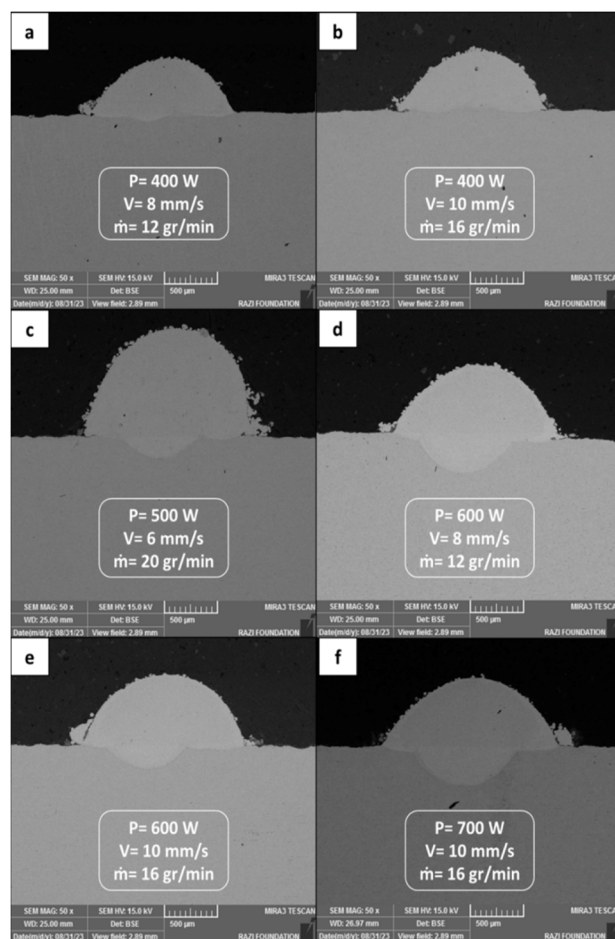 a
P= 400 W
V= 8 mm/s
ṁ= 12 gr/min
SEM MAG: 50 x SEM HV: 15.0 kV MIRA3 TESCAN
WD: 25.00 mm Det: BSE 500 µm
Date(m/d/y): 08/31/23 View field: 2.89 mm RAZI FOUNDATION
b
P= 400 W
V= 10 mm/s
ṁ= 16 gr/min
SEM MAG: 50 x SEM HV: 15.0 kV MIRA3 TESCAN
WD: 25.00 mm Det: BSE 500 µm
Date(m/d/y): 08/31/23 View field: 2.89 mm RAZI FOUNDATION
c
P= 500 W
V= 6 mm/s
ṁ= 20 gr/min
SEM MAG: 50 x SEM HV: 15.0 kV MIRA3 TESCAN
WD: 25.00 mm Det: BSE 500 µm
Date(m/d/y): 08/31/23 View field: 2.89 mm RAZI FOUNDATION
d
P= 600 W
V= 8 mm/s
ṁ= 12 gr/min
SEM MAG: 50 x SEM HV: 15.0 kV MIRA3 TESCAN
WD: 25.00 mm Det: BSE 500 µm
Date(m/d/y): 08/31/23 View field: 2.89 mm RAZI FOUNDATION
e
P= 600 W
V= 10 mm/s
ṁ= 16 gr/min
SEM MAG: 50 x SEM HV: 15.0 kV MIRA3 TESCAN
WD: 25.00 mm Det: BSE 500 µm
Date(m/d/y): 08/31/23 View field: 2.89 mm RAZI FOUNDATION
f
P= 700 W
V= 10 mm/s
ṁ= 16 gr/min
SEM MAG: 50 x SEM HV: 15.0 kV MIRA3 TESCAN
WD: 26.97 mm Det: BSE 500 µm
Date(m/d/y): 08/31/23 View field: 2.89 mm RAZI FOUNDATION